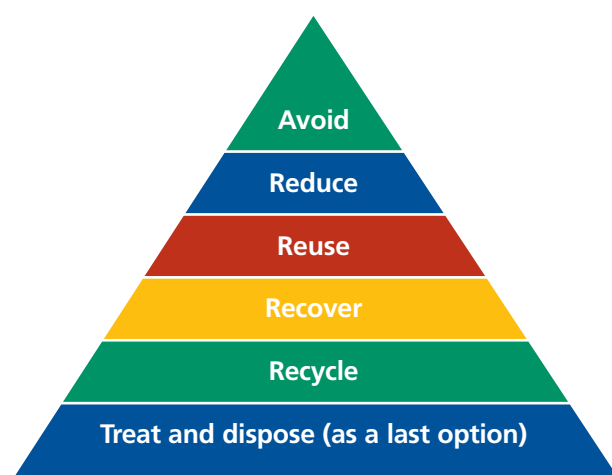 Avoid
Reduce
Reuse
Recover
Recycle
Treat and dispose (as a last option)